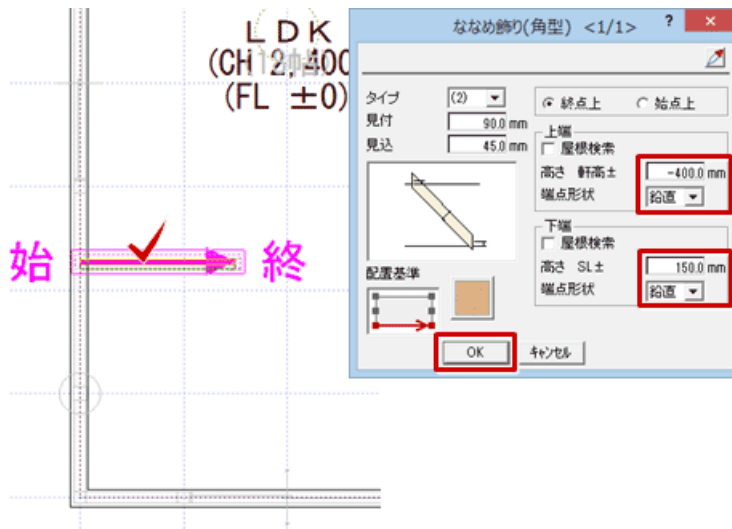 LDK
(CH 2,400
(FL ±0)
始
終
ななめ飾り(角型) <1/1>
?
×
タイプ
(2)
見付
90.0 mm
見込
45.0 mm
配置基準
終点上
始点上
上端
屋根検索
高さ 軒高±
-400.0 mm
端点形状
鉛直
下端
屋根検索
高さ SL±
150.0 mm
端点形状
鉛直
OK
キャンセル